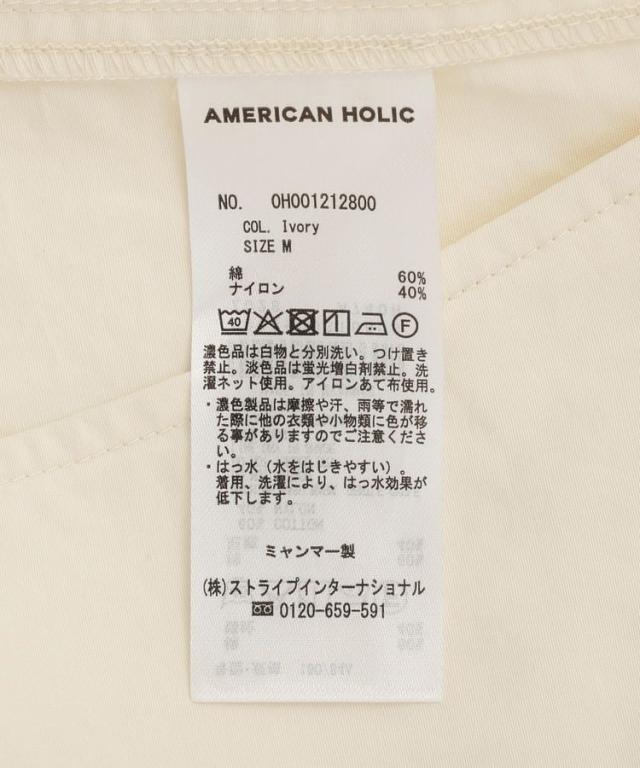 AMERICAN HOLIC
NO. 0H001212800
COL. Ivory
SIZE M
綿 60%
ナイロン 40%
40 F
濃色品は白物と分別洗い。つけ置き
禁止。淡色品は蛍光増白剤禁止。洗
濯ネット使用。アイロンあて布使用。
・濃色製品は摩擦や汗、雨等で濡れ
た際に他の衣類や小物類に色が移
る事がありますのでご注意くださ
い。
・はっ水（水をはじきやすい）。
着用、洗濯により、はっ水効果が
低下します。
ミャンマー製
(株)ストライプインターナショナル
0120-659-591